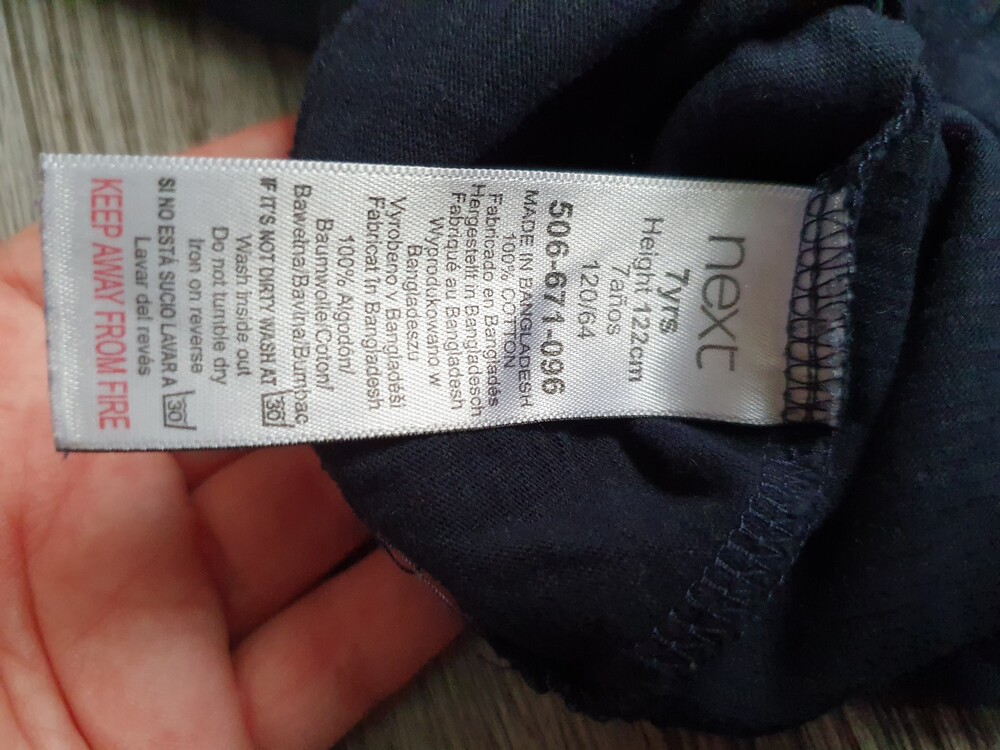 next
7yrs
Height 122cm
7años
120/64
506-671-096
MADE IN BANGLADESH
100% COTTON
Fabricado en Bangladés
Hergestellt in Bangladesch
Fabriqué au Bangladesh
Wyprodukowano w
Bangladeszu
Vyrobeno V Bangladéši
Fabricat în Bangladesh
100% Algodón/
Baumwolle/Coton/
Bawełna/Bavlna/Bumbac
IF IT'S NOT DIRTY WASH AT 30
Wash inside out
Do not tumble dry
Iron on reverse
SI NO ESTÁ SUCIO LAVAR A 30
Lavar del revés
KEEP AWAY FROM FIRE